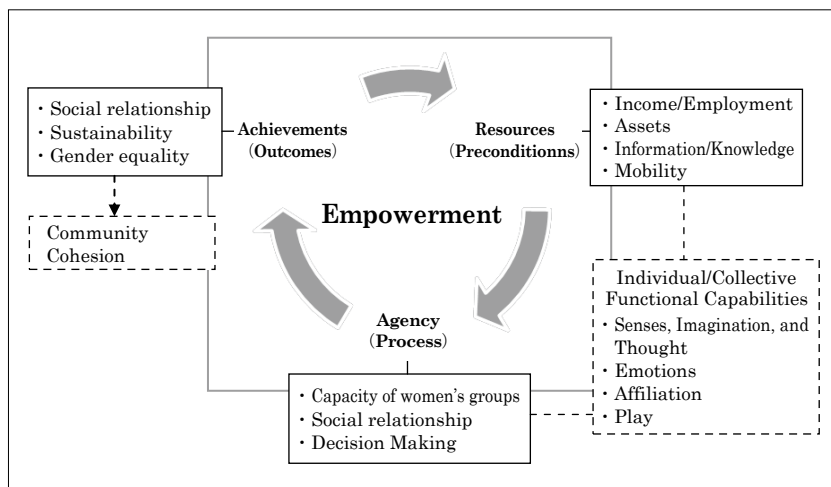 ・Social relationship
・Sustainability
・Gender equality
Achievements
(Outcomes)
Resources
(Preconditionns)
・Income/Employment
・Assets
・Information/Knowledge
・Mobility
Community
Cohesion
Empowerment
Individual/Collective
Functional Capabilities
・Senses, Imagination, and
Thought
・Emotions
・Affiliation
・Play
Agency
(Process)
・Capacity of women's groups
・Social relationship
・Decision Making